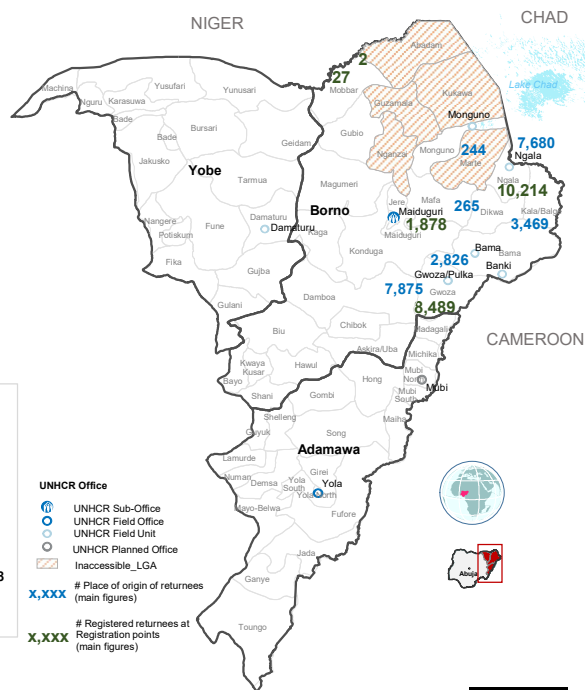 NIGER
CHAD
Lake Chad
Abadam
2
27
Mobbar
Yusufari
Yunusari
Machina
Nguru
Karasuwa
Bade
Bursari
Bade
Geidam
Jakusko
Yobe
Tarmua
Kukawa
Guzamala
Gubio
Monguno
Nganzai
Monguno
244
Marte
7,680
Ngala
Ngala
10,214
Magumeri
Borno
Jere
Mafa
Maiduguri
265
Dikwa
Kala/Balge
1,878
3,469
Maiduguri
Nangere
Potiskum
Fune
Damaturu
Damaturu
Kaga
Fika
Konduga
Bama
Bama
2,826
Banki
Gwoza/Pulka
Gujba
7,875
Gwoza
8,489
Damboa
Gulani
Biu
Chibok
Madagali
CAMEROON
Askira/Uba
Michika
Kwaya
Kusar
Hawul
Bayo
Shani
Hong
Mubi
North
Mubi
Mubi
South
Gombi
Maiha
Shelleng
Guyuk
Song
Adamawa
Lamurde
Numan
Demsa
Girei
Yola
South
Yola
Yola North
Mayo-Belwa
Fufore
Jada
Ganye
Toungo
UNHCR Office
UNHCR Sub-Office
UNHCR Field Office
UNHCR Field Unit
UNHCR Planned Office
Inaccessible_LGA
x,xxx
# Place of origin of returnees
(main figures)
x,xxx
# Registered returnees at
Registration points
(main figures)
3
Abuja